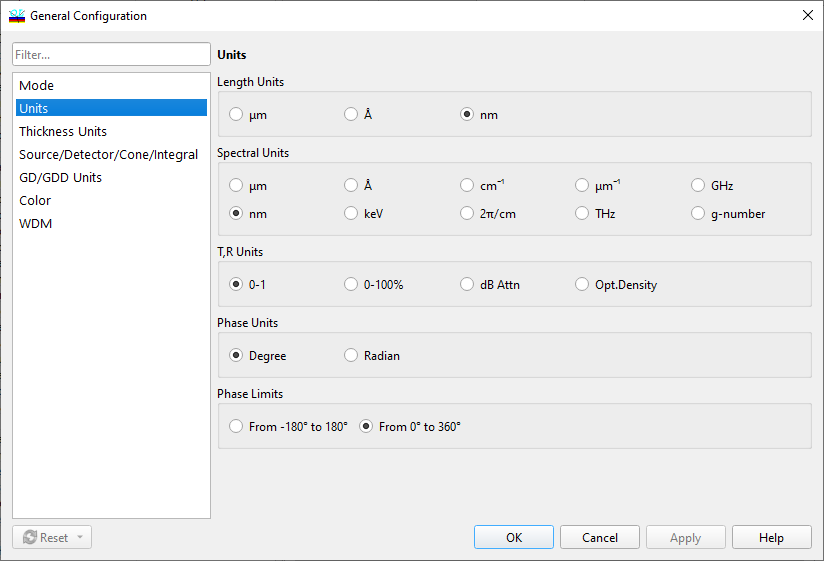 General Configuration
Filter...
Mode
Units
Thickness Units
Source/Detector/Cone/Integral
GD/GDD Units
Color
WDM
Units
Length Units
µm Å nm
Spectral Units
µm Å cm⁻¹ µm⁻¹ GHz
nm keV 2π/cm THz g-number
T,R Units
0-1 0-100% dB Attn Opt.Density
Phase Units
Degree Radian
Phase Limits
From -180° to 180° From 0° to 360°
Reset OK Cancel Apply Help